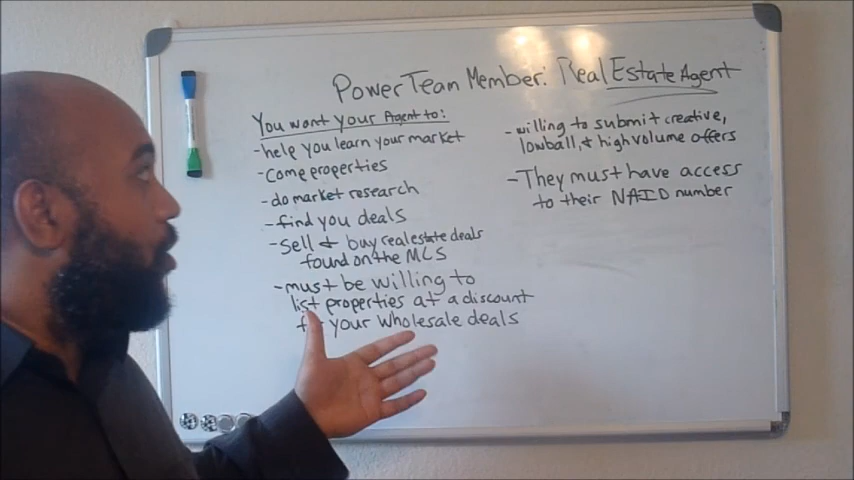 Power Team Member: Real Estate Agent
You want your Agent to:
- help you learn your market
- Come properties
- do market research
- find you deals
- sell & buy real estate deals
found on the MLS
- must be willing to
list properties at a discount
your wholesale deals
- willing to submit creative,
lowball, & high volume offers
- They must have access
to their NAID number